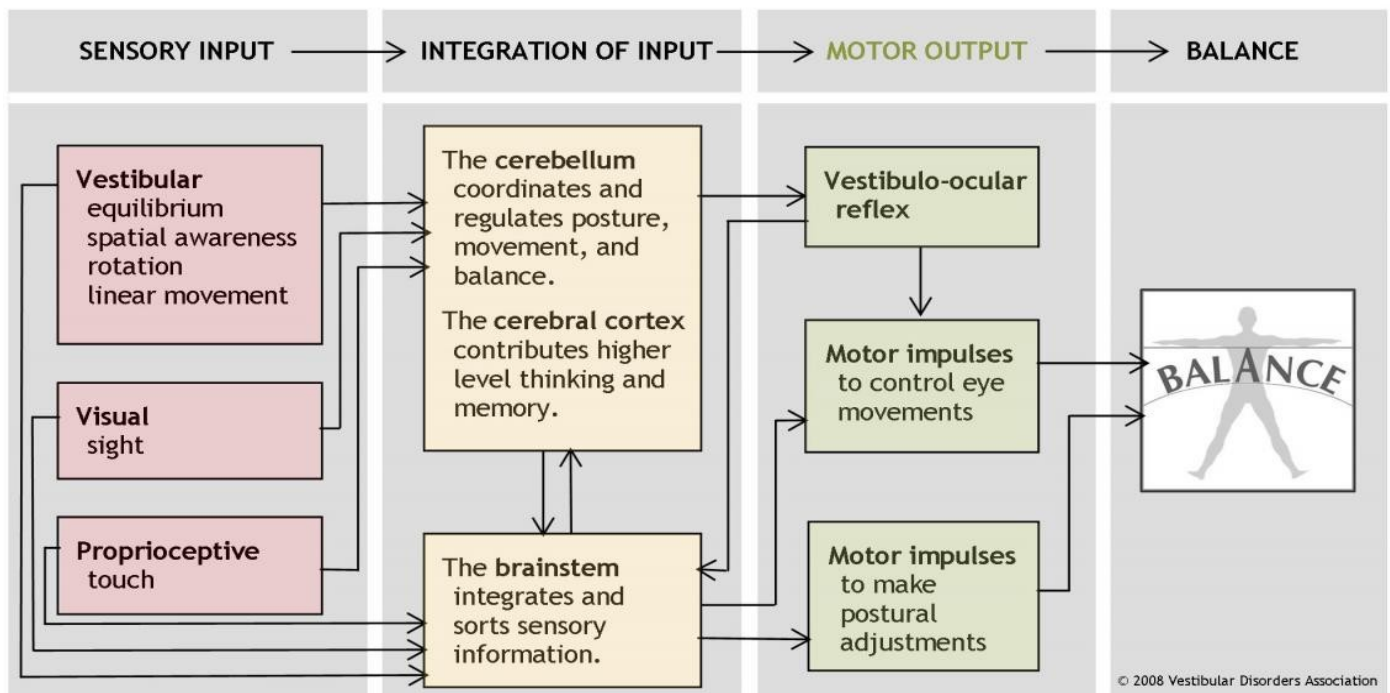 SENSORY INPUT
INTEGRATION OF INPUT
MOTOR OUTPUT
BALANCE
Vestibular
equilibrium
spatial awareness
rotation
linear movement
Visual
sight
Proprioceptive
touch
The cerebellum
coordinates and
regulates posture,
movement, and
balance.
The cerebral cortex
contributes higher
level thinking and
memory.
The brainstem
integrates and
sorts sensory
information.
Vestibulo-ocular
reflex
Motor impulses
to control eye
movements
Motor impulses
to make
postural
adjustments
BALANCE
© 2008 Vestibular Disorders Association